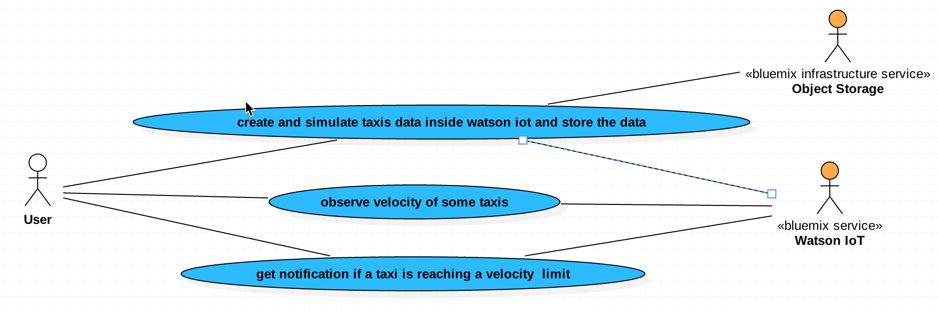 «bluemix infrastructure service»
Object Storage
create and simulate taxis data inside watson iot and store the data
User
observe velocity of some taxis
«bluemix service»
Watson IoT
get notification if a taxi is reaching a velocity  limit